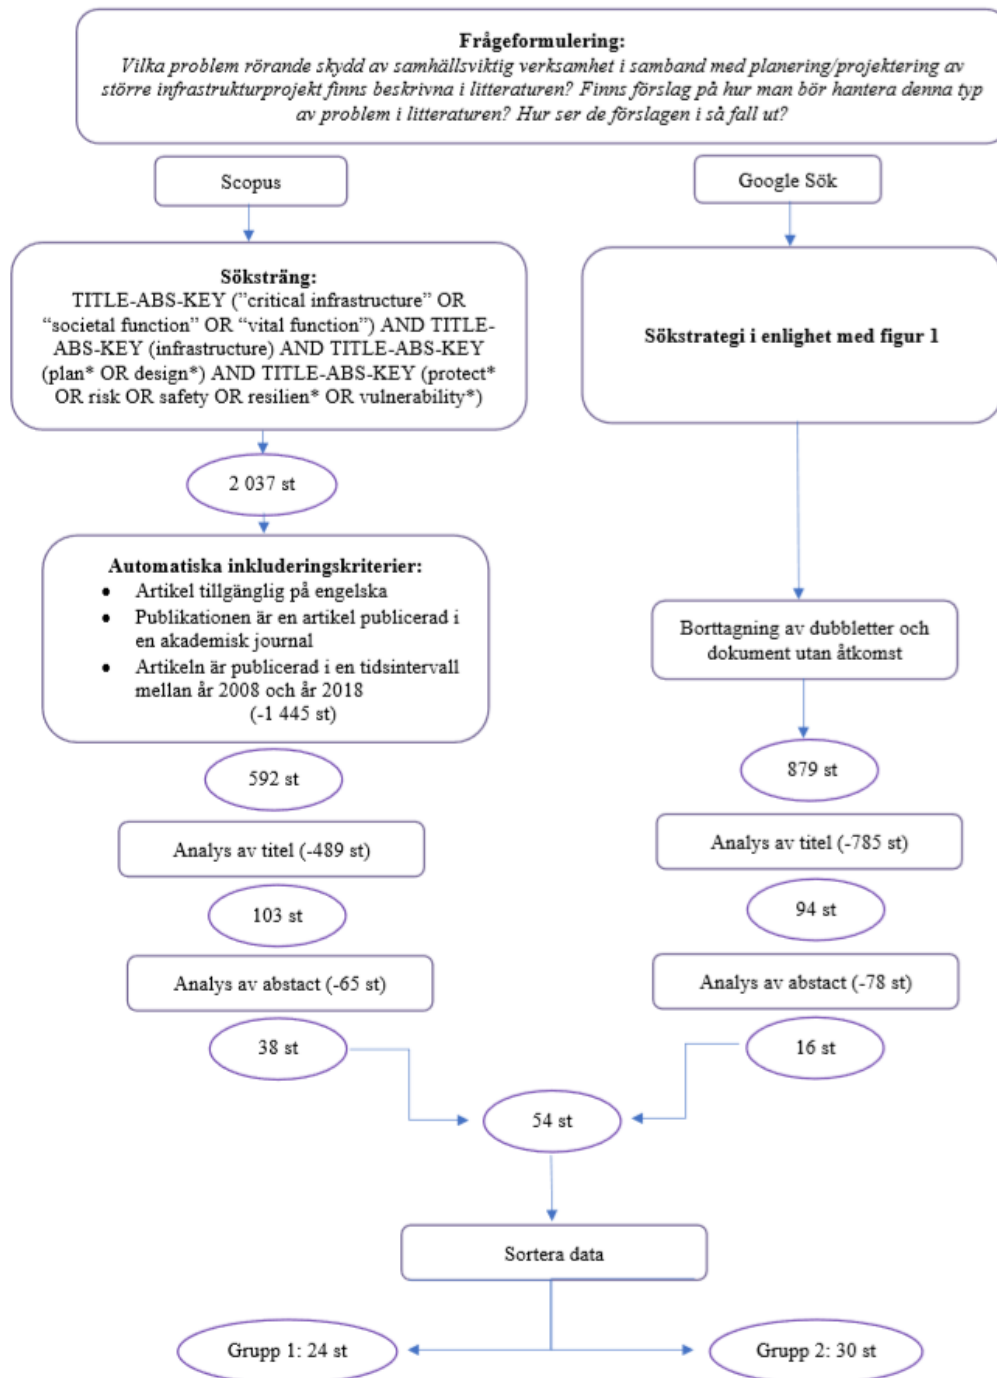 Frågeformulering:
Vilka problem rörande skydd av samhällsviktig verksamhet i samband med planering/projektering av
större infrastrukturprojekt finns beskrivna i litteraturen? Finns förslag på hur man bör hantera denna typ
av problem i litteraturen? Hur ser de förslagen i så fall ut?
Scopus
Google Sök
Söksträng:
TITLE-ABS-KEY (”critical infrastructure” OR
“societal function” OR “vital function”) AND TITLE-
ABS-KEY (infrastructure) AND TITLE-ABS-KEY
(plan* OR design*) AND TITLE-ABS-KEY (protect*
OR risk OR safety OR resilien* OR vulnerability*)
Sökstrategi i enlighet med figur 1
2 037 st
Automatiska inkluderingskriterier:
• Artikel tillgänglig på engelska
• Publikationen är en artikel publicerad i
en akademisk journal
• Artikeln är publicerad i en tidsintervall
mellan år 2008 och år 2018
(-1 445 st)
Borttagning av dubbletter och
dokument utan åtkomst
592 st
879 st
Analys av titel (-489 st)
Analys av titel (-785 st)
103 st
94 st
Analys av abstact (-65 st)
Analys av abstact (-78 st)
38 st
16 st
54 st
Sortera data
Grupp 1: 24 st
Grupp 2: 30 st